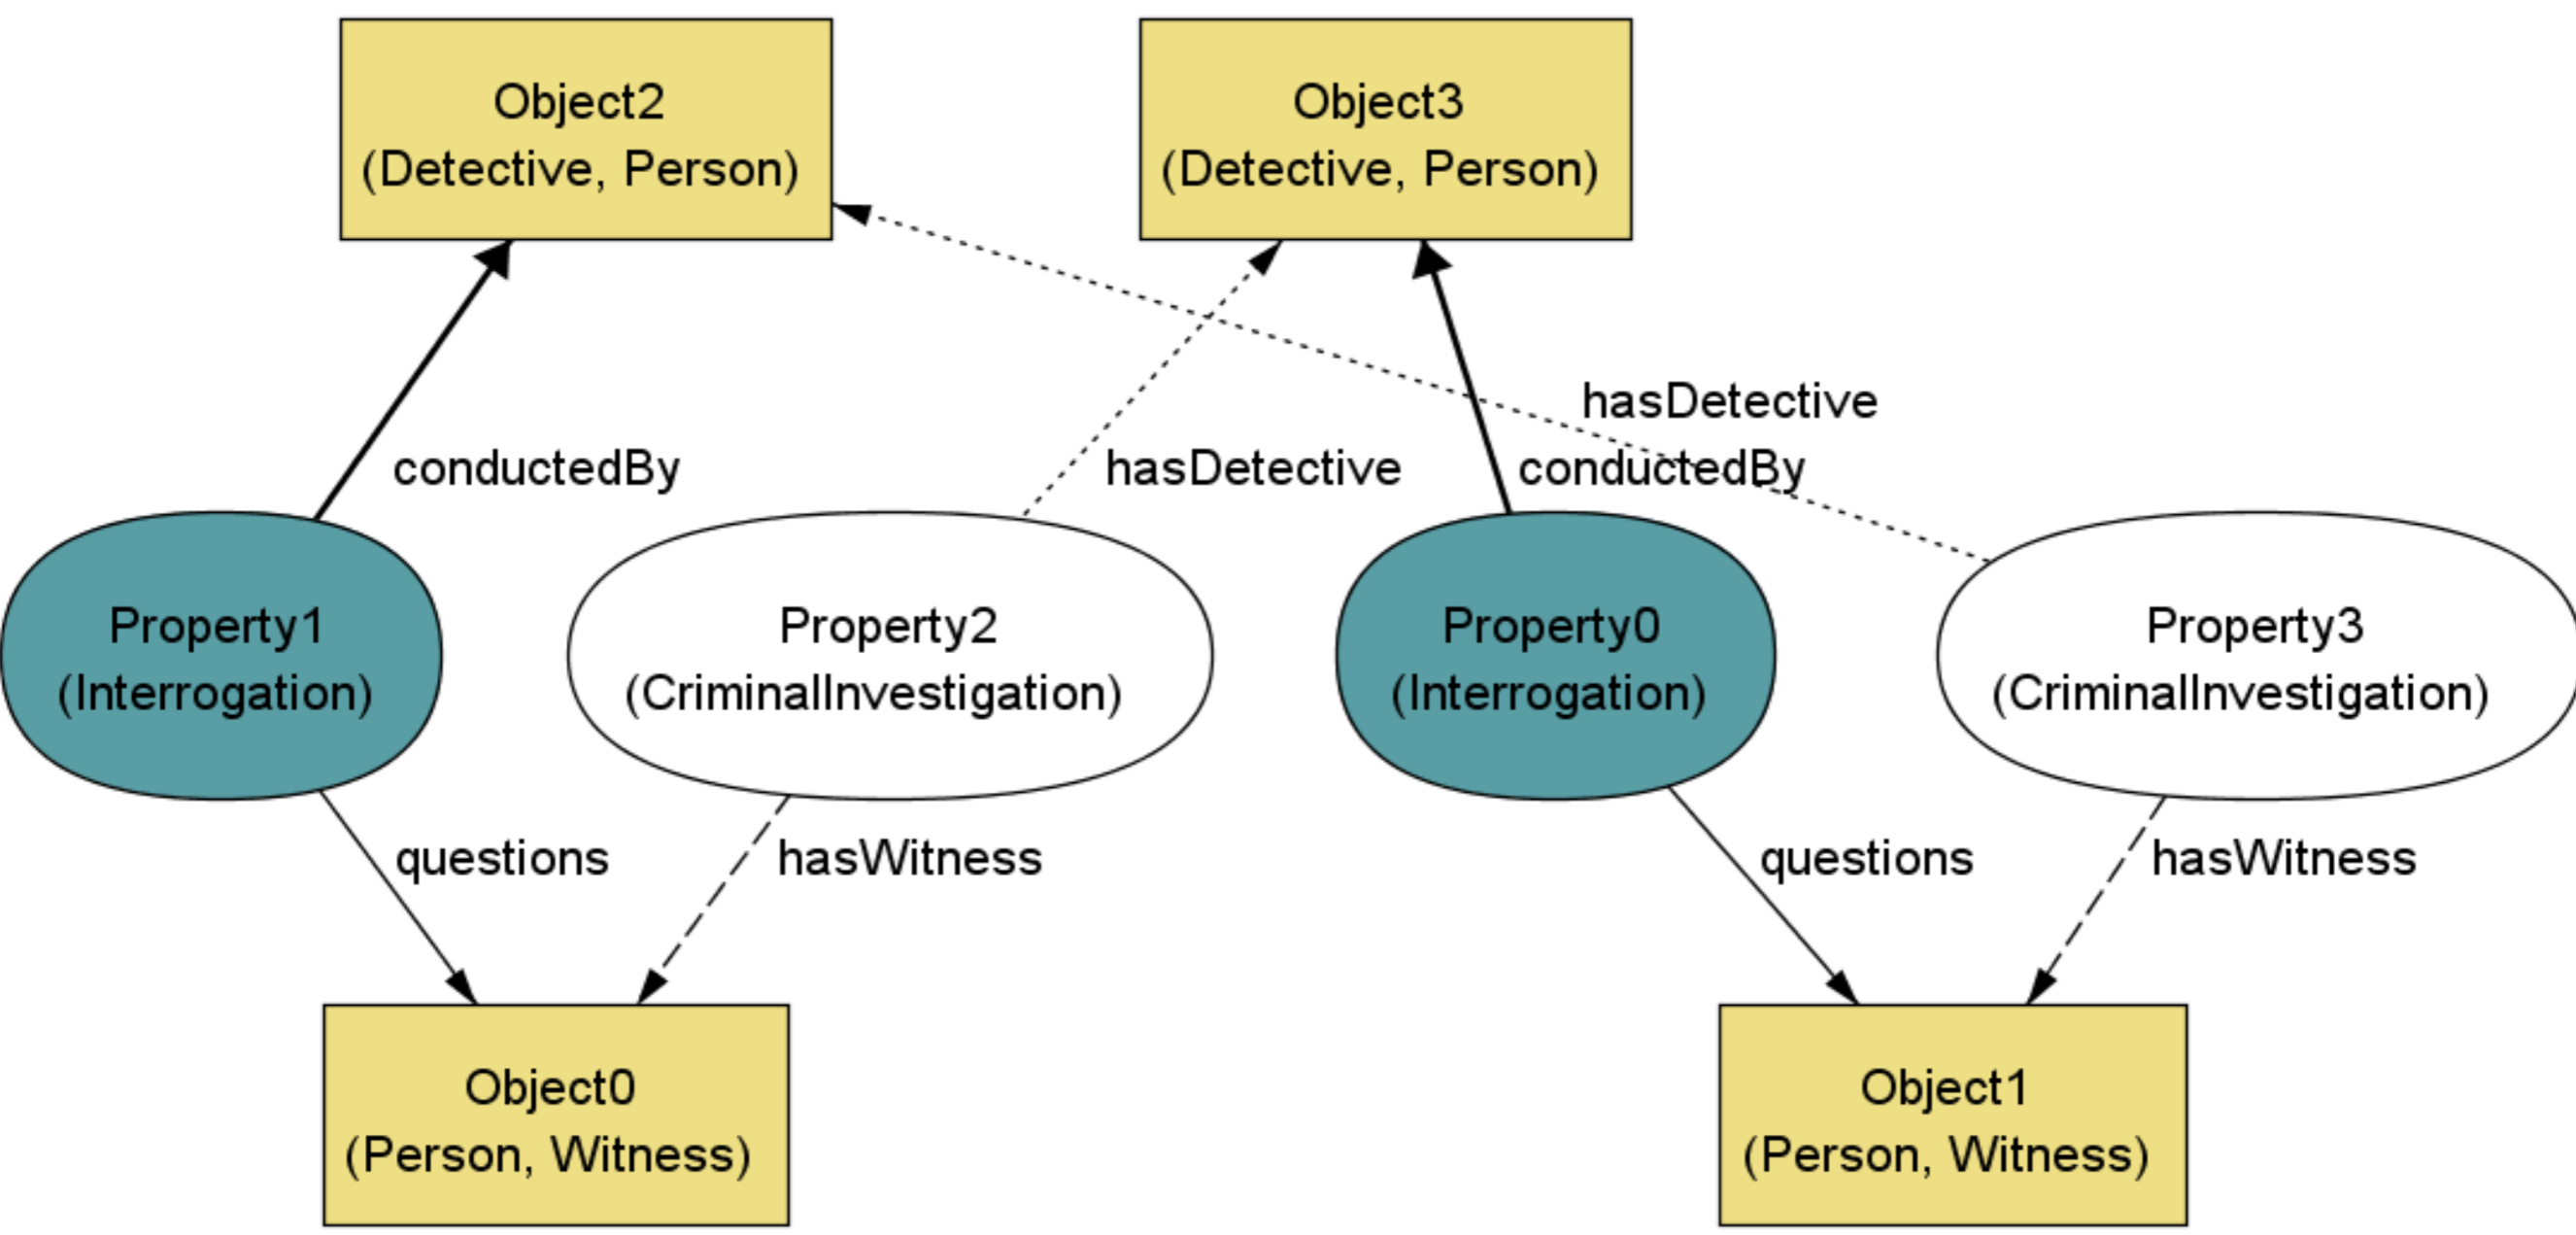 Object2
(Detective, Person)
Object3
(Detective, Person)
hasDetective
conductedBy
hasDetective
conductedBy
Property1
(Interrogation)
Property2
(CriminalInvestigation)
Property0
(Interrogation)
Property3
(CriminalInvestigation)
questions
hasWitness
questions
hasWitness
Object0
(Person, Witness)
Object1
(Person, Witness)